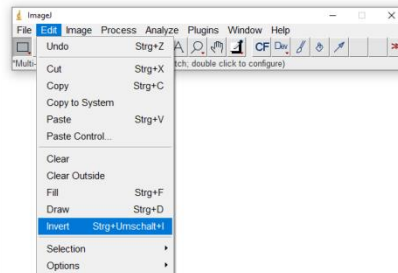 ImageJ
File Edit Image Process Analyze Plugins Window Help
A CF Dev
*Multi- tch; double click to configure)
Undo Strg+Z
Cut Strg+X
Copy Strg+C
Copy to System
Paste Strg+V
Paste Control...
Clear
Clear Outside
Fill Strg+F
Draw Strg+D
Invert Strg+Umschalt+I
Selection
Options